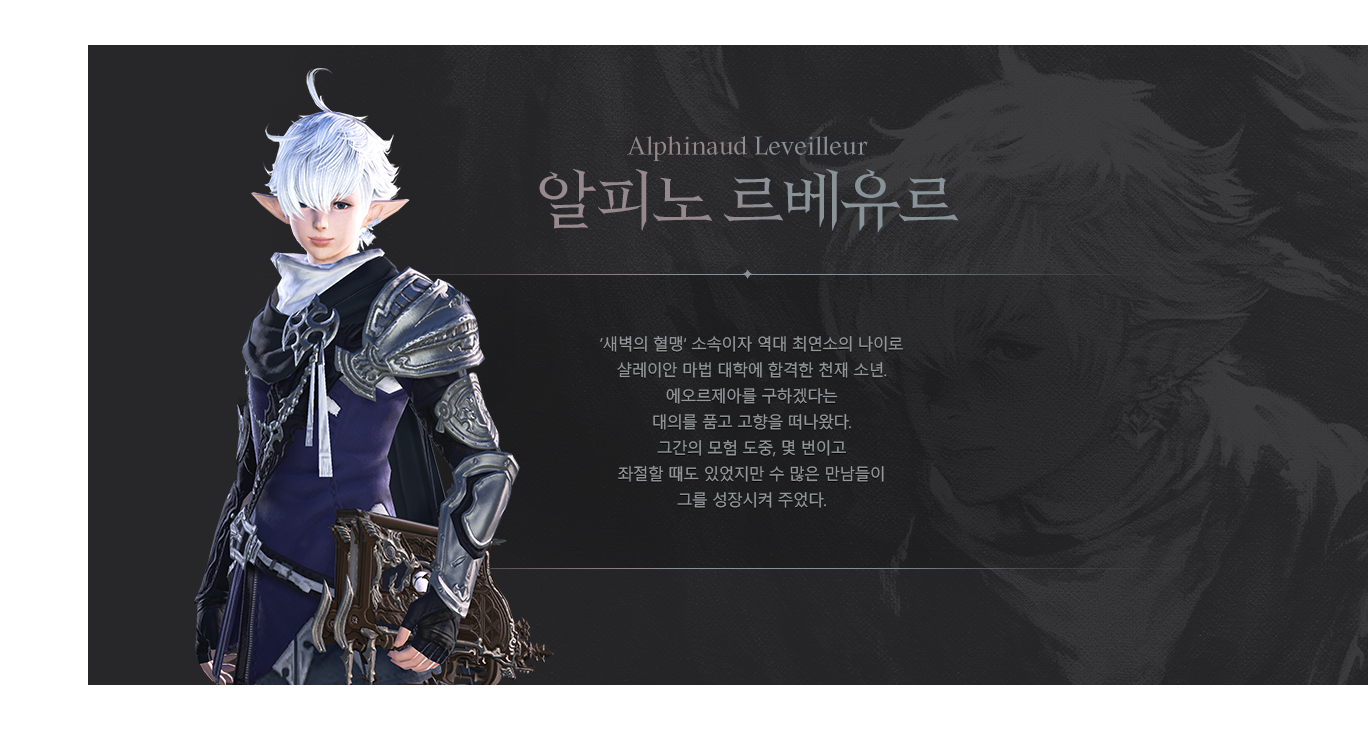 Alphinaud Leveilleur
알피노 르베유르
‘새벽의 혈맹’ 소속이자 역대 최연소의 나이로
샬레이안 마법 대학에 합격한 천재 소년.
에오르제아를 구하겠다는
대의를 품고 고향을 떠나왔다.
그간의 모험 도중, 몇 번이고
좌절할 때도 있었지만 수 많은 만남들이
그를 성장시켜 주었다.